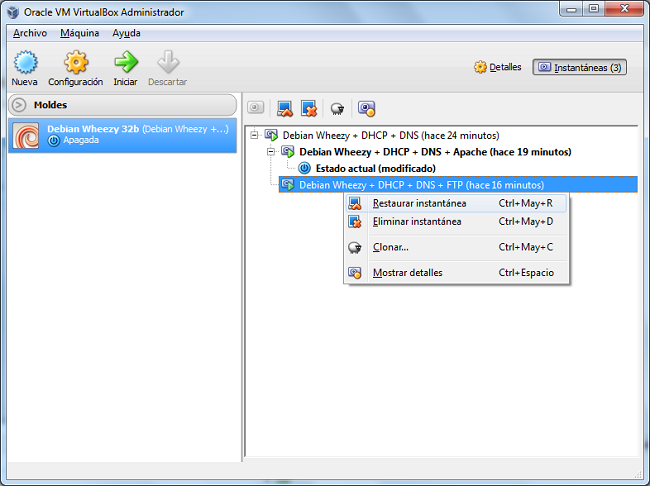 Oracle VM VirtualBox Administrador
Archivo Máquina Ayuda
Nueva Configuración Iniciar Descartar
Detalles Instantáneas (3)
Moldes
Debian Wheezy 32b (Debian Wheezy +...)
Apagada
Debian Wheezy + DHCP + DNS (hace 24 minutos)
Debian Wheezy + DHCP + DNS + Apache (hace 19 minutos)
Estado actual (modificado)
Debian Wheezy + DHCP + DNS + FTP (hace 16 minutos)
Restaurar instantánea Ctrl+May+R
Eliminar instantánea Ctrl+May+D
Clonar... Ctrl+May+C
Mostrar detalles Ctrl+Espacio